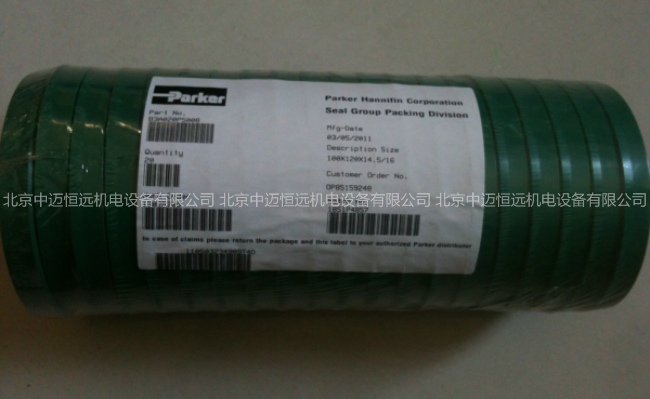 Parker
Part No.
Quantity
20
Parker Hannifin Corporation
Seal Group Packing Division
Mfg-Date
03/05/2011
Description Size
100X120X14,5/16
Customer Order No.
OP85159248
北京中迈恒远机电设备有限公司 北京中迈恒远机电设备有限公司 北京中迈恒远机电设备有限公司
In case of claims please return the package and this label to your authorized Parker distributor